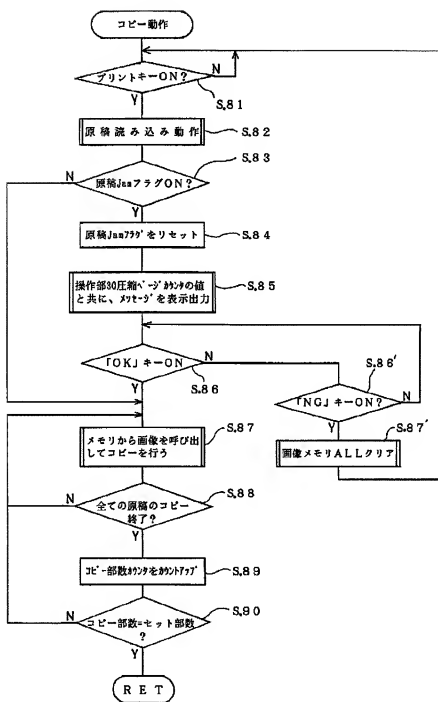 コピー動作
プリントキーON?
N
S.81
Y
原稿読み込み動作
S.82
S.83
N
原稿JamフラグON?
Y
S.84
原稿Jamフラグをリセット
S.85
操作部30圧縮ページカウンタの値
と共に、メッセージを表示出力
「OK」キーON
N
S.86
Y
S.86'
「NG」キーON?
N
Y
S.87'
画像メモリALLクリア
S.87
メモリから画像を呼び出
してコピーを行う
S.88
N
全ての原稿のコピー
終了?
Y
S.89
コピー部数カウンタをカウントアップ
S.90
N
コピー部数=セット部数
?
Y
RET